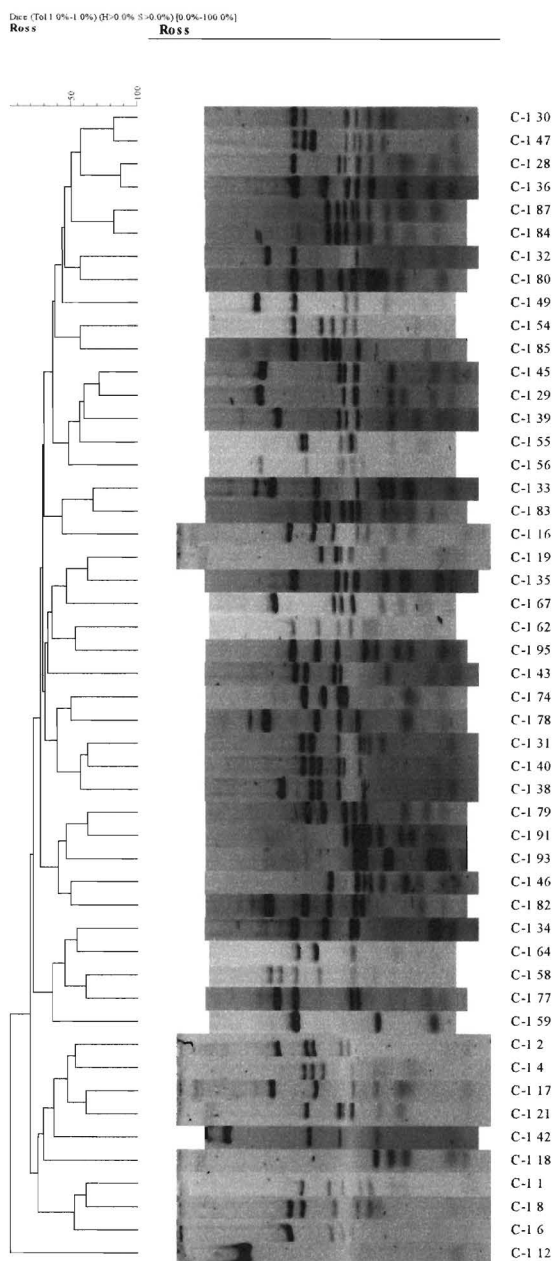 Dice (Tol 1.0%-1.0%) (H>0.0% S>0.0%) [0.0%-100.0%]
Ross Ross
50 100
C-1 30
C-1 47
C-1 28
C-1 36
C-1 87
C-1 84
C-1 32
C-1 80
C-1 49
C-1 54
C-1 85
C-1 45
C-1 29
C-1 39
C-1 55
C-1 56
C-1 33
C-1 83
C-1 16
C-1 19
C-1 35
C-1 67
C-1 62
C-1 95
C-1 43
C-1 74
C-1 78
C-1 31
C-1 40
C-1 38
C-1 79
C-1 91
C-1 93
C-1 46
C-1 82
C-1 34
C-1 64
C-1 58
C-1 77
C-1 59
C-1 2
C-1 4
C-1 17
C-1 21
C-1 42
C-1 18
C-1 1
C-1 8
C-1 6
C-1 12